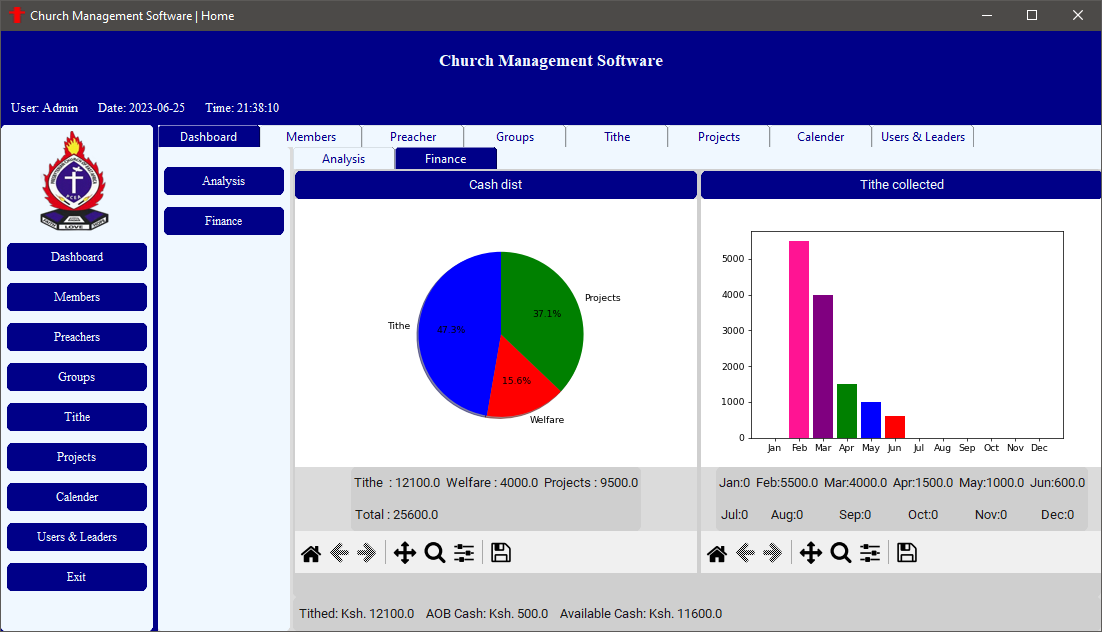 Church Management Software | Home
Church Management Software
User: Admin Date: 2023-06-25 Time: 21:38:10
Dashboard Members Preacher Groups Tithe Projects Calender Users & Leaders
Analysis Finance
LOVE
Dashboard
Members
Preachers
Groups
Tithe
Projects
Calender
Users & Leaders
Exit
Analysis
Finance
Cash dist
Projects
37.1%
Tithe
47.3%
15.6%
Welfare
Tithe : 12100.0 Welfare : 4000.0 Projects : 9500.0
Total : 25600.0
Tithe collected
5000
4000
3000
2000
1000
0
Jan Feb Mar Apr May Jun Jul Aug Sep Oct Nov Dec
Jan:0 Feb:5500.0 Mar:4000.0 Apr:1500.0 May:1000.0 Jun:600.0
Jul:0 Aug:0 Sep:0 Oct:0 Nov:0 Dec:0
Tithed: Ksh. 12100.0 AOB Cash: Ksh. 500.0 Available Cash: Ksh. 11600.0